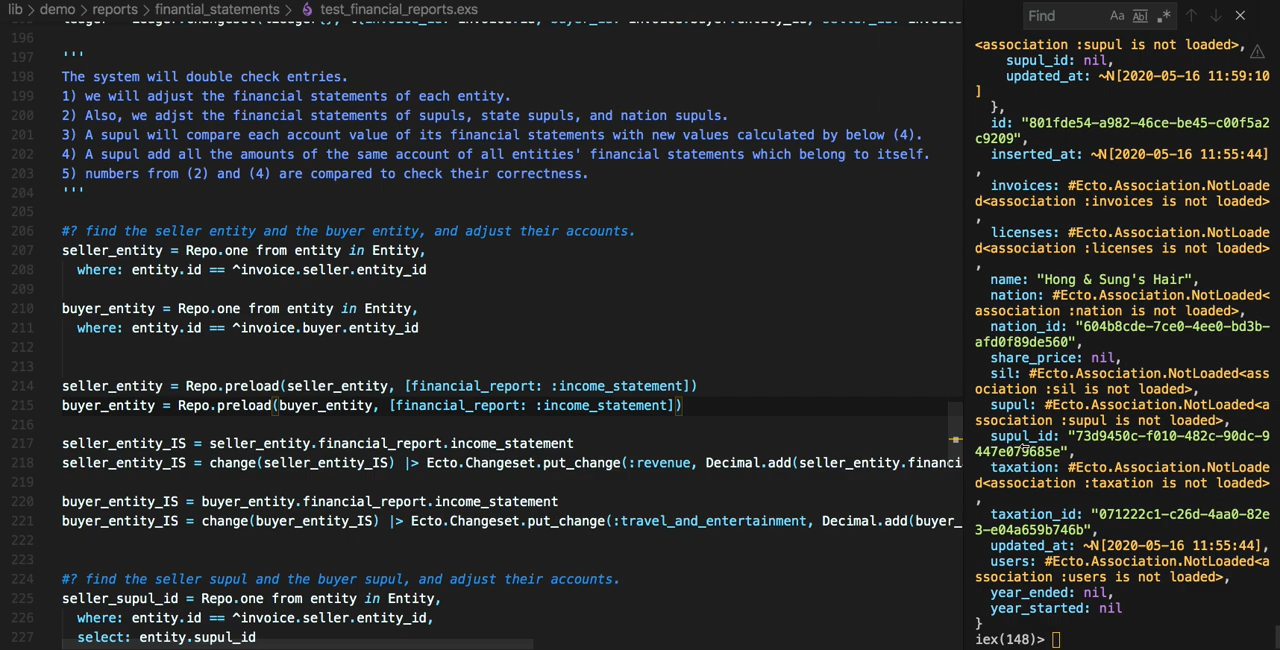 lib > demo > reports > finantial_statements > test_financial_reports.exs
196
197 '''
198 The system will double check entries.
199 1) we will adjust the financial statements of each entity.
200 2) Also, we adjst the financial statements of supuls, state supuls, and nation supuls.
201 3) A supul will compare each account value of its financial statements with new values calculated by below (4).
202 4) A supul add all the amounts of the same account of all entities' financial statements which belong to itself.
203 5) numbers from (2) and (4) are compared to check their correctness.
204 '''
205
206 #? find the seller entity and the buyer entity, and adjust their accounts.
207 seller_entity = Repo.one from entity in Entity,
208 where: entity.id == ^invoice.seller.entity_id
209
210 buyer_entity = Repo.one from entity in Entity,
211 where: entity.id == ^invoice.buyer.entity_id
212
213
214 seller_entity = Repo.preload(seller_entity, [financial_report: :income_statement])
215 buyer_entity = Repo.preload(buyer_entity, [financial_report: :income_statement])
216
217 seller_entity_IS = seller_entity.financial_report.income_statement
218 seller_entity_IS = change(seller_entity_IS) |> Ecto.Changeset.put_change(:revenue, Decimal.add(seller_entity.financi
219
220 buyer_entity_IS = buyer_entity.financial_report.income_statement
221 buyer_entity_IS = change(buyer_entity_IS) |> Ecto.Changeset.put_change(:travel_and_entertainment, Decimal.add(buyer_
222
223
224 #? find the seller supul and the buyer supul, and adjust their accounts.
225 seller_supul_id = Repo.one from entity in Entity,
226 where: entity.id == ^invoice.seller.entity_id,
227 select: entity.supul_id
Find Aa Ab| .*
<association :supul is not loaded>,
supul_id: nil,
updated_at: ~N[2020-05-16 11:59:10
]
},
id: "801fde54-a982-46ce-be45-c00f5a2
c9209",
inserted_at: ~N[2020-05-16 11:55:44]
,
invoices: #Ecto.Association.NotLoade
d<association :invoices is not loaded>
,
licenses: #Ecto.Association.NotLoade
d<association :licenses is not loaded>
,
name: "Hong & Sung's Hair",
nation: #Ecto.Association.NotLoaded<
association :nation is not loaded>,
nation_id: "604b8cde-7ce0-4ee0-bd3b-
afd0f89de560",
share_price: nil,
sil: #Ecto.Association.NotLoaded<ass
ociation :sil is not loaded>,
supul: #Ecto.Association.NotLoaded<a
ssociation :supul is not loaded>,
supul_id: "73d9450c-f010-482c-90dc-9
447e079685e",
taxation: #Ecto.Association.NotLoade
d<association :taxation is not loaded>
,
taxation_id: "071222c1-c26d-4aa0-82e
3-e04a659b746b",
updated_at: ~N[2020-05-16 11:55:44],
users: #Ecto.Association.NotLoaded<a
ssociation :users is not loaded>,
year_ended: nil,
year_started: nil
}
iex(148)>